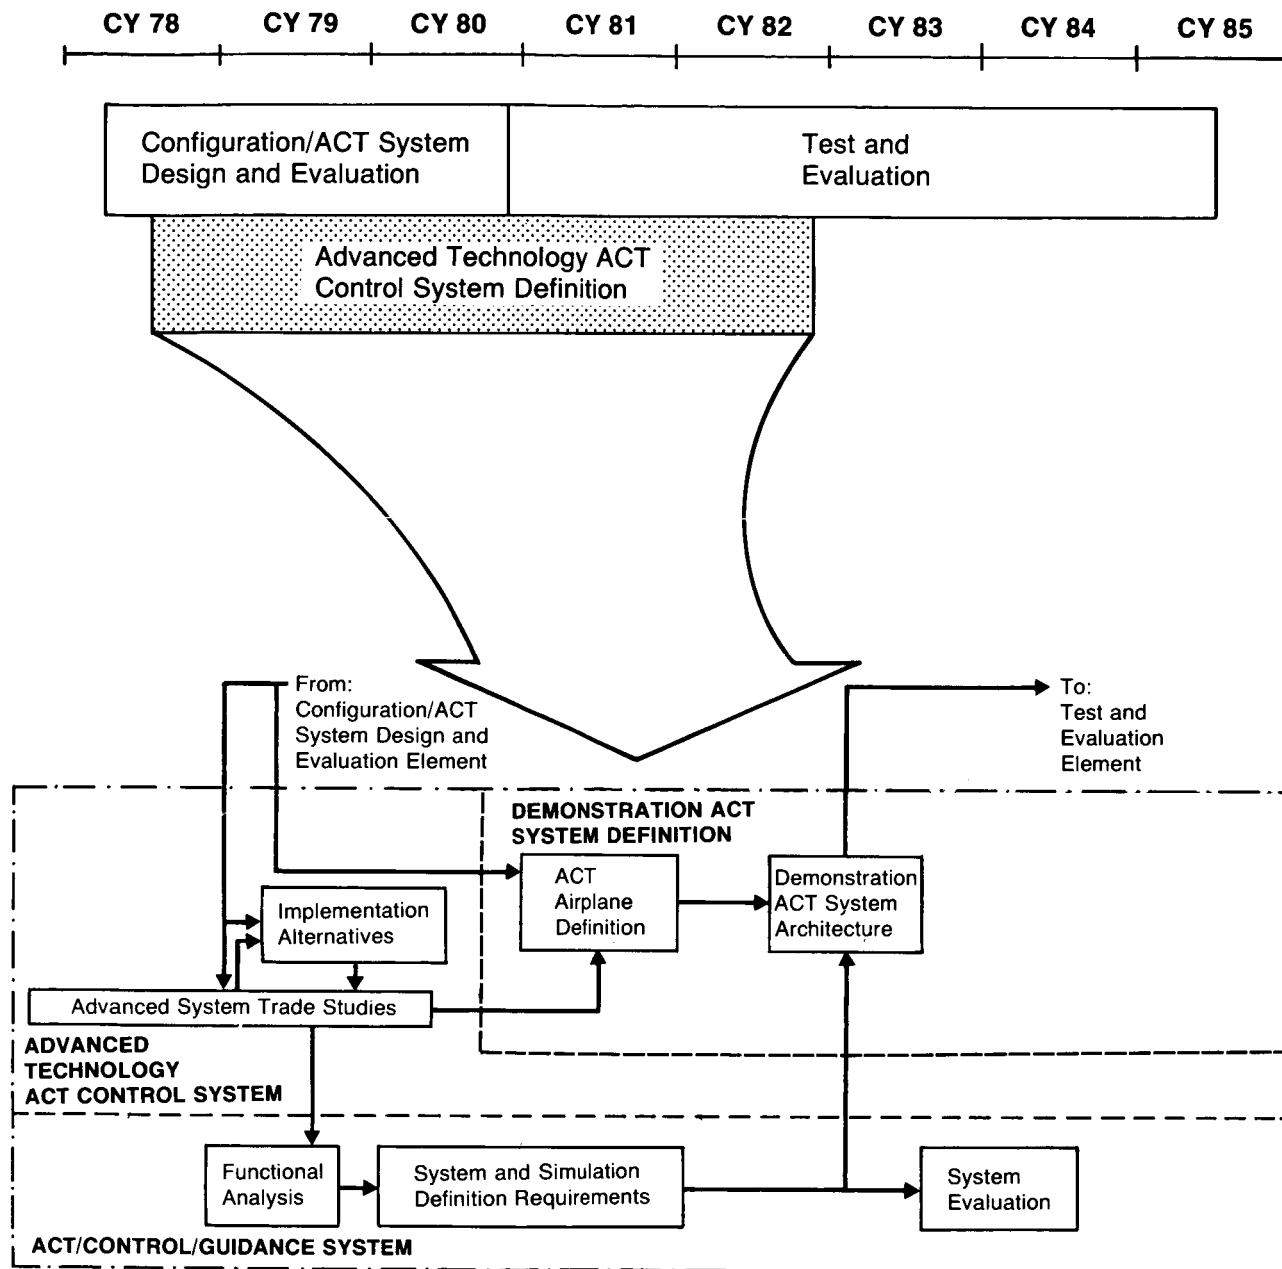 CY 78 CY 79 CY 80 CY 81 CY 82 CY 83 CY 84 CY 85
Configuration/ACT System
Design and Evaluation
Test and
Evaluation
Advanced Technology ACT
Control System Definition
From:
Configuration/ACT
System Design and
Evaluation Element
To:
Test and
Evaluation
Element
DEMONSTRATION ACT
SYSTEM DEFINITION
ACT
Airplane
Definition
Demonstration
ACT System
Architecture
Implementation
Alternatives
Advanced System Trade Studies
ADVANCED
TECHNOLOGY
ACT CONTROL SYSTEM
Functional
Analysis
System and Simulation
Definition Requirements
System
Evaluation
ACT/CONTROL/GUIDANCE SYSTEM